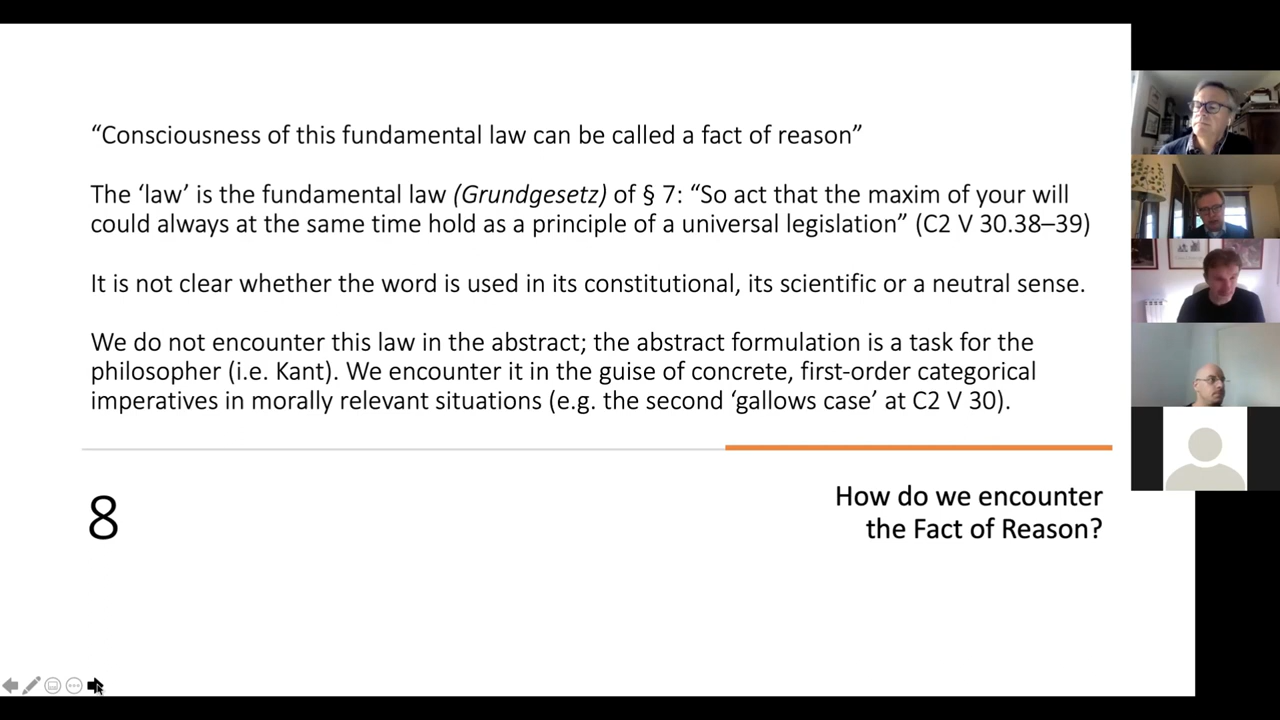 “Consciousness of this fundamental law can be called a fact of reason”
The ‘law’ is the fundamental law (Grundgesetz) of § 7: “So act that the maxim of your will
could always at the same time hold as a principle of a universal legislation” (C2 V 30.38–39)
It is not clear whether the word is used in its constitutional, its scientific or a neutral sense.
We do not encounter this law in the abstract; the abstract formulation is a task for the
philosopher (i.e. Kant). We encounter it in the guise of concrete, first-order categorical
imperatives in morally relevant situations (e.g. the second ‘gallows case’ at C2 V 30).
8
How do we encounter
the Fact of Reason?